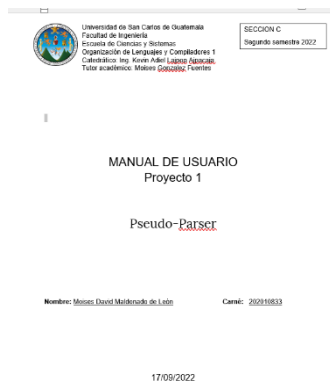 Universidad de San Carlos de Guatemala
Facultad de Ingeniería
Escuela de Ciencias y Sistemas
Organización de Lenguajes y Compiladores 1
Catedrático: Ing. Kevin Adiel Lajpop Ajpacaja
Tutor académico: Moises González Fuentes
SECCION C
Segundo semestre 2022
MANUAL DE USUARIO
Proyecto 1
Pseudo-Parser
Nombre: Moises David Maldonado de León Carné: 202010833
17/09/2022